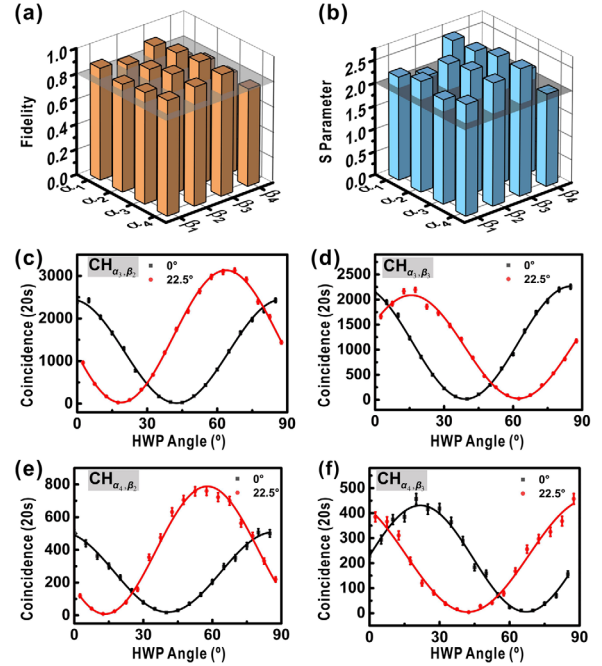 (a)
(b)
1.0
0.8
0.6
0.4
0.2
0.0
Fidelity
α1
α2
α3
α4
β1
β2
β3
β4
2.5
2.0
1.5
1.0
0.5
0.0
S Parameter
α1
α2
α3
α4
β1
β2
β3
β4
(c)
CHα3,β2
0°
22.5°
3000
2000
1000
0
Coincidence (20s)
0 30 60 90
HWP Angle (º)
(d)
CHα3,β3
0°
22.5°
2500
2000
1500
1000
500
0
Coincidence (20s)
0 30 60 90
HWP Angle (º)
(e)
CHα4,β2
0°
22.5°
800
600
400
200
0
Coincidence (20s)
0 30 60 90
HWP Angle (º)
(f)
CHα4,β3
0°
22.5°
500
400
300
200
100
0
Coincidence (20s)
0 30 60 90
HWP Angle (º)